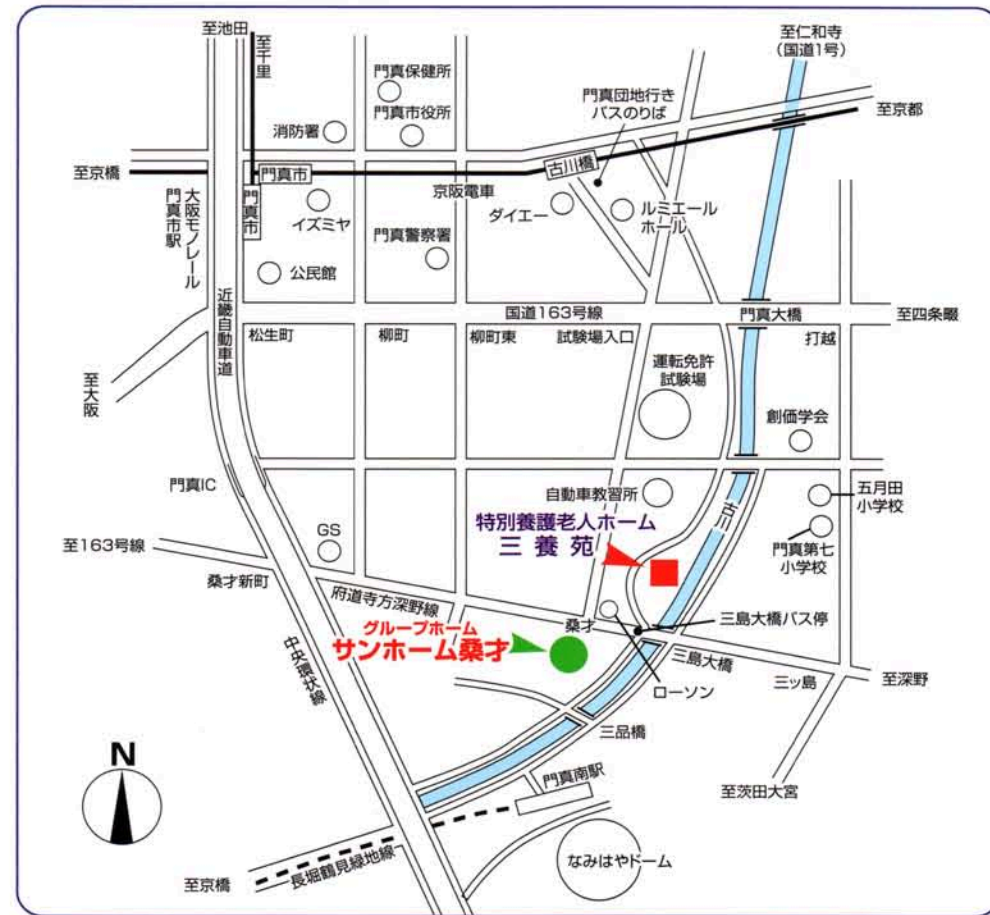 至池田
至千里
至仁和寺
(国道1号)
門真保健所
門真市役所
消防署
門真団地行き
バスのりば
至京都
至京橋
門真市
門真市
京阪電車
古川橋
大阪モノレール
門真市駅
イズミヤ
門真警察署
ダイエー
ルミエール
ホール
公民館
近畿自動車道
国道163号線
門真大橋
至四条畷
松生町
柳町
柳町東
試験場入口
打越
至大阪
運転免許
試験場
創価学会
門真IC
自動車教習所
古川
五月田
小学校
GS
特別養護老人ホーム
三養苑
門真第七
小学校
至163号線
桑才新町
府道寺方深野線
桑才
三島大橋バス停
グループホーム
サンホーム桑才
三島大橋
三ッ島
至深野
ローソン
中央環状線
三品橋
N
門真南駅
至茨田大宮
なみはやドーム
長堀鶴見緑地線
至京橋